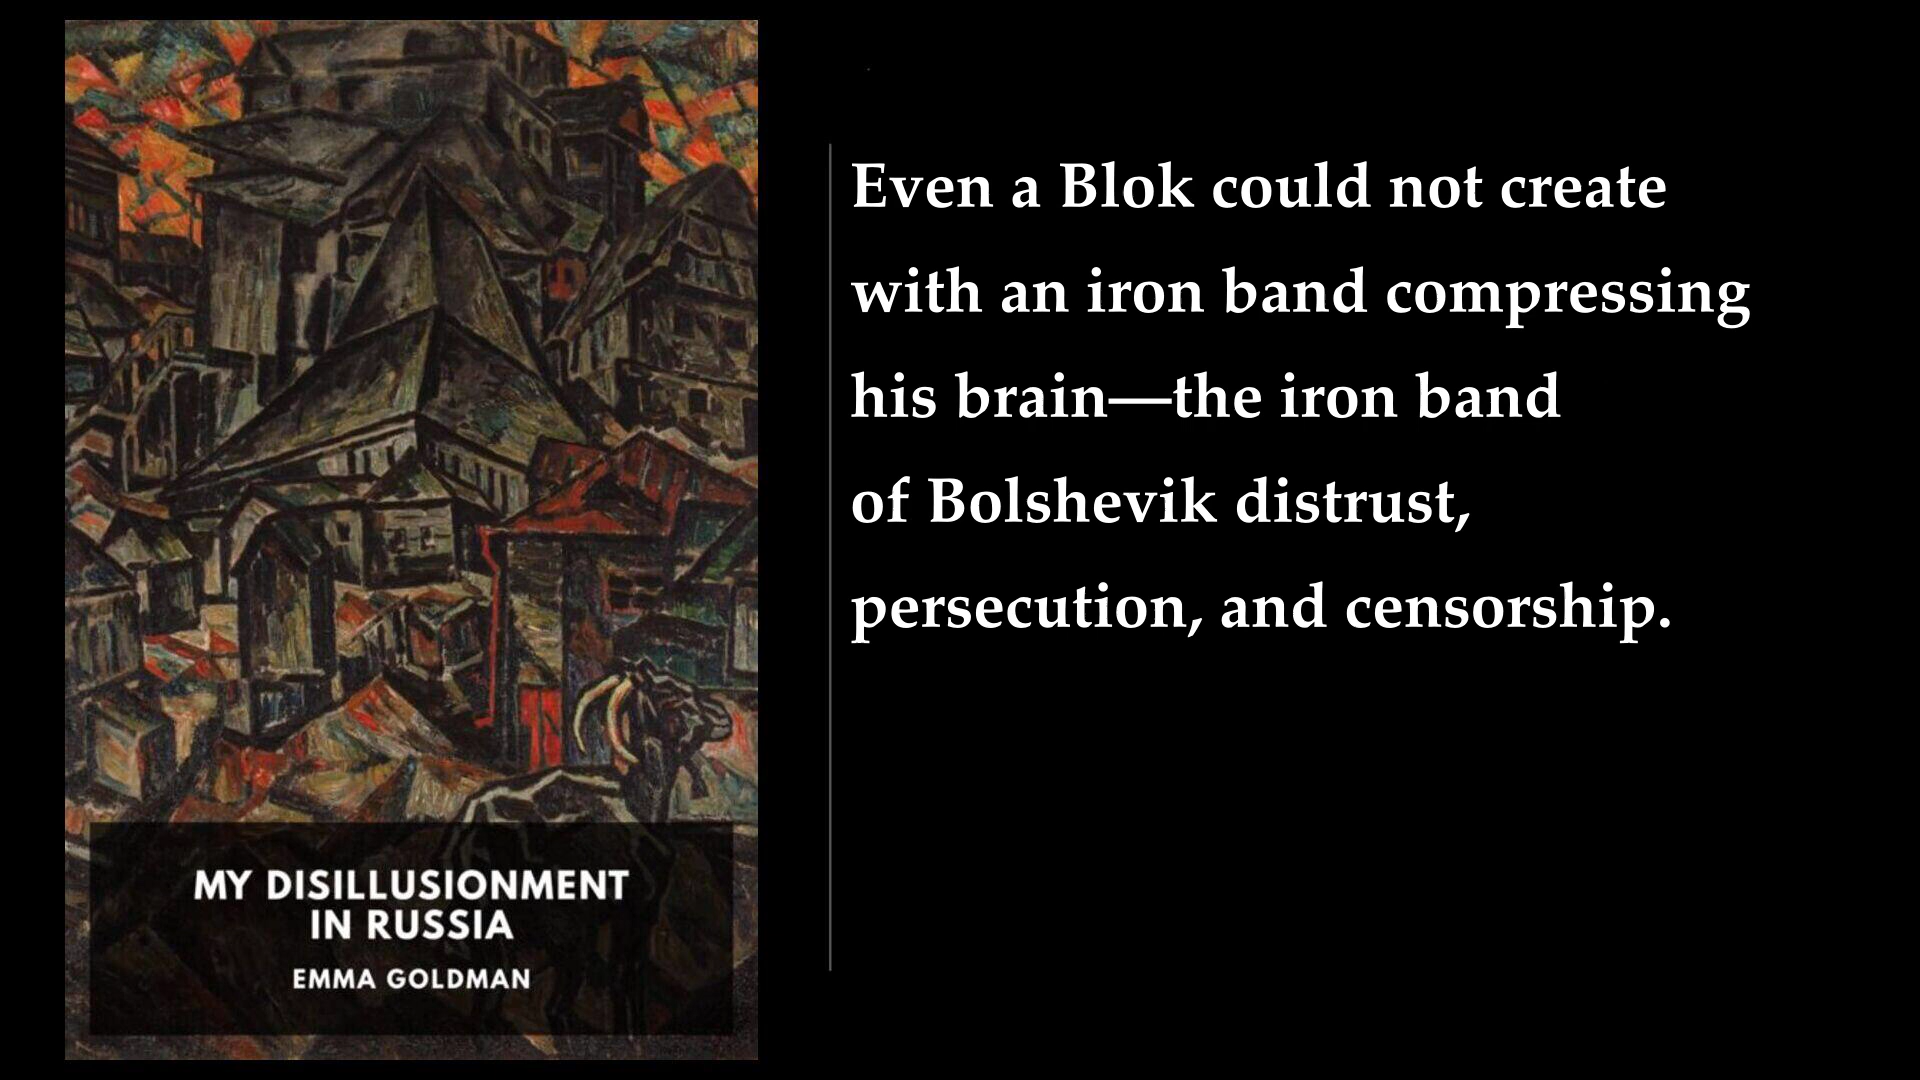 MY DISILLUSIONMENT
IN RUSSIA
EMMA GOLDMAN
Even a Blok could not create
with an iron band compressing
his brain—the iron band
of Bolshevik distrust,
persecution, and censorship.